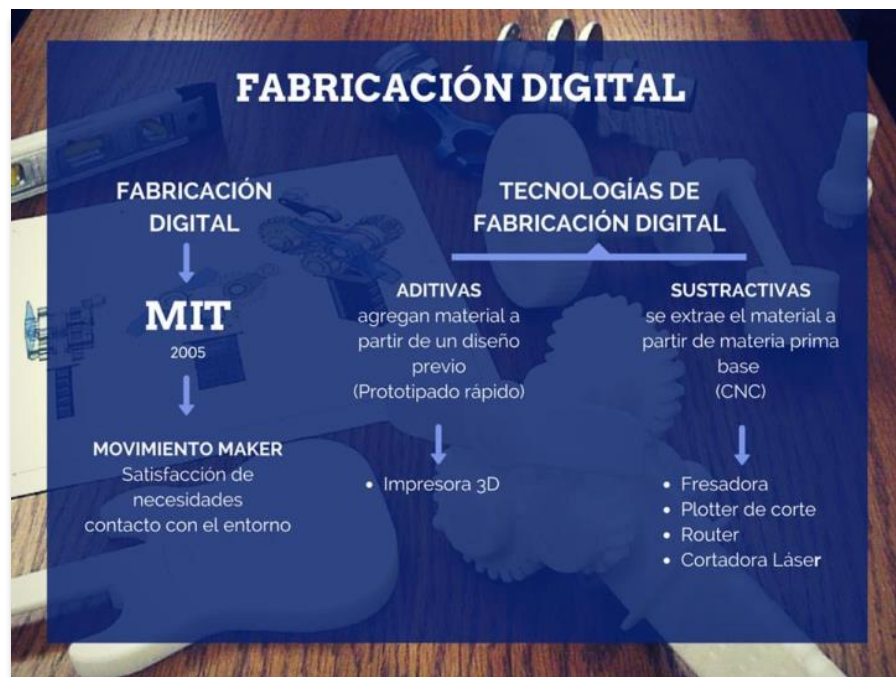 FABRICACIÓN DIGITAL
FABRICACIÓN
DIGITAL
MIT
2005
MOVIMIENTO MAKER
Satisfacción de
necesidades
contacto con el entorno
TECNOLOGÍAS DE
FABRICACIÓN DIGITAL
ADITIVAS
agregan material a
partir de un diseño
previo
(Prototipado rápido)
• Impresora 3D
SUSTRACTIVAS
se extrae el material a
partir de materia prima
base
(CNC)
• Fresadora
• Plotter de corte
• Router
• Cortadora Láser